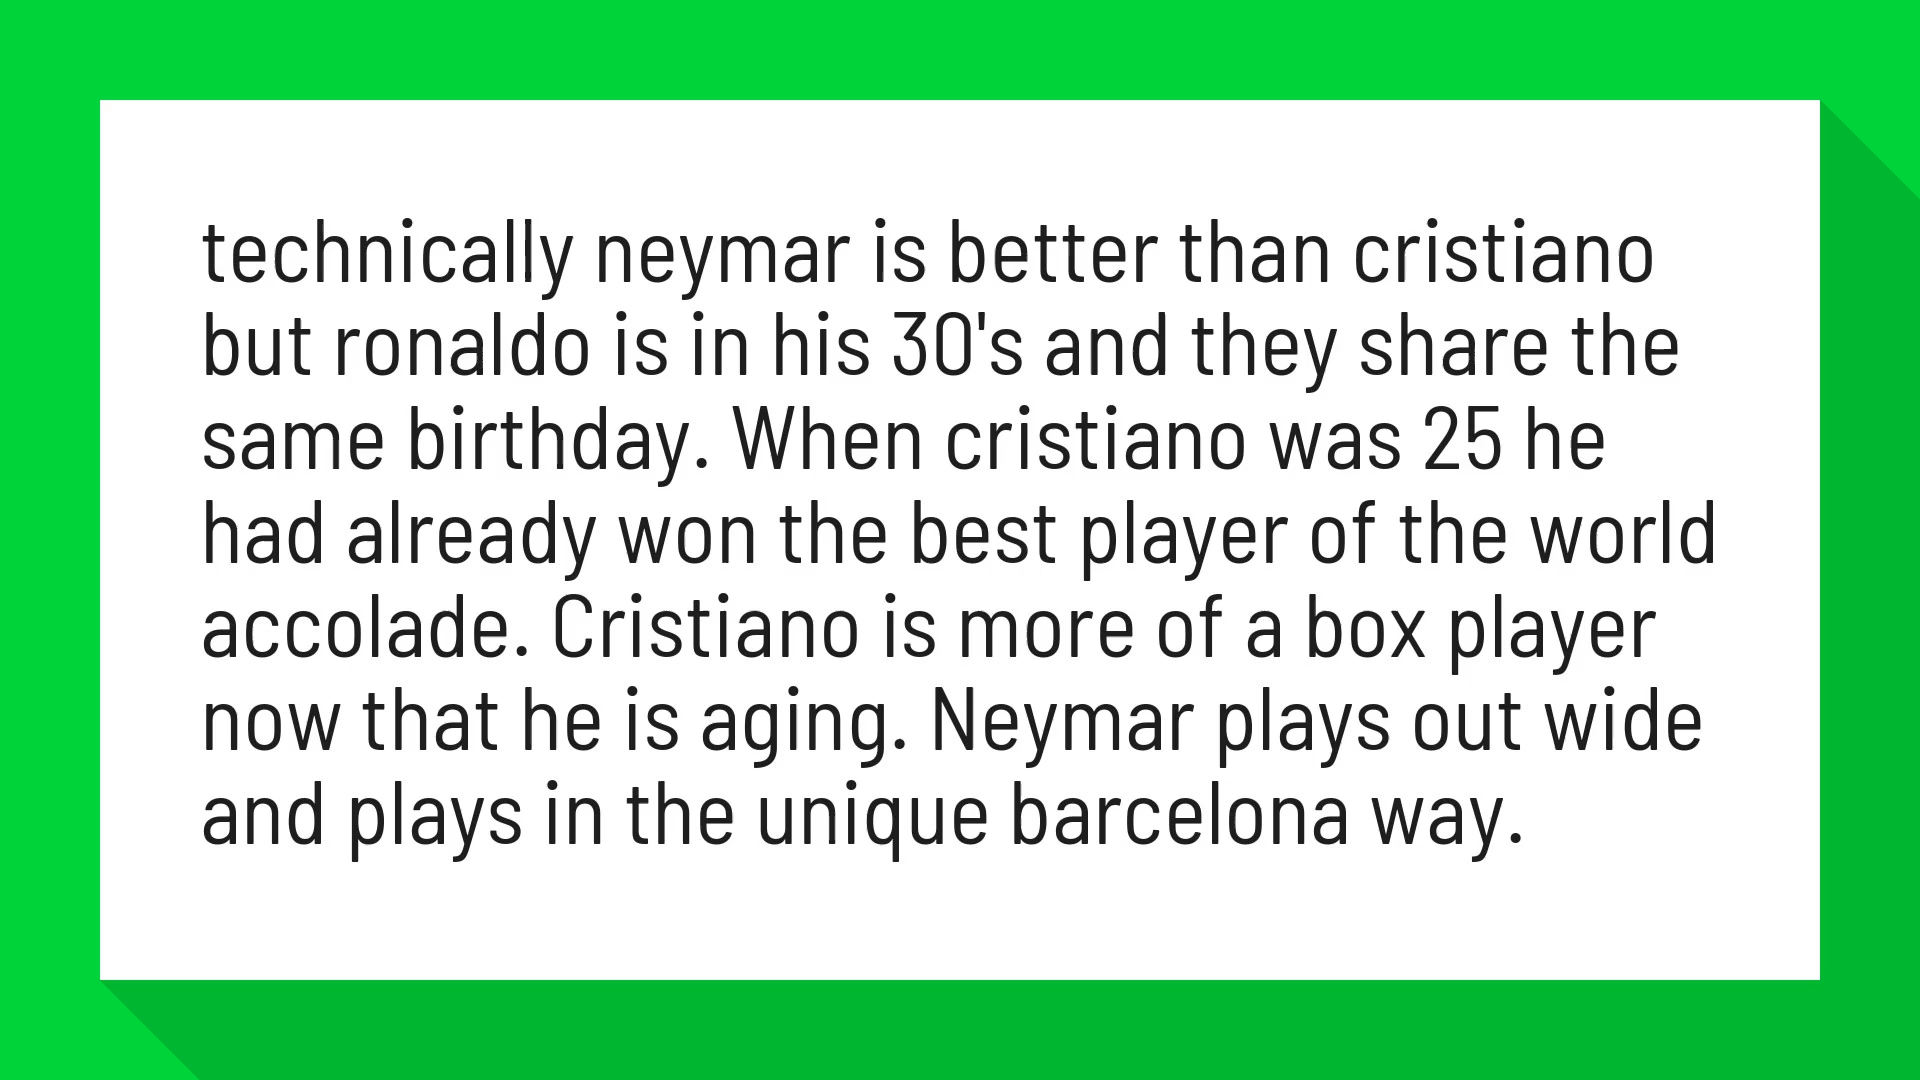 technically neymar is better than cristiano
but ronaldo is in his 30's and they share the
same birthday. When cristiano was 25 he
had already won the best player of the world
accolade. Cristiano is more of a box player
now that he is aging. Neymar plays out wide
and plays in the unique barcelona way.